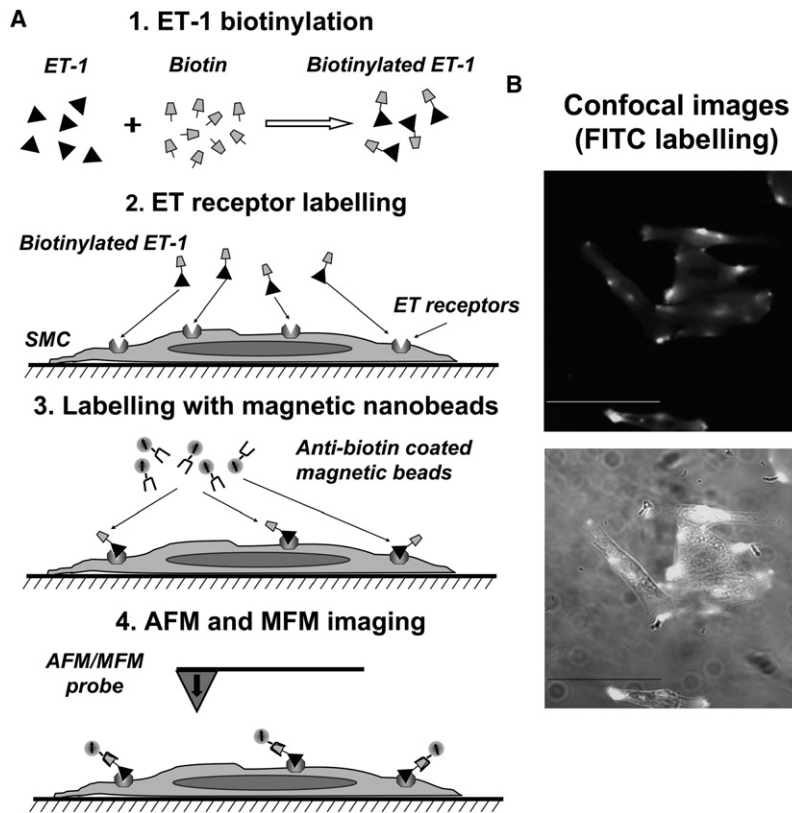 A
1. ET-1 biotinylation
ET-1
Biotin
Biotinylated ET-1
+
2. ET receptor labelling
Biotinylated ET-1
ET receptors
SMC
3. Labelling with magnetic nanobeads
Anti-biotin coated
magnetic beads
4. AFM and MFM imaging
AFM/MFM
probe
B
Confocal images
(FITC labelling)